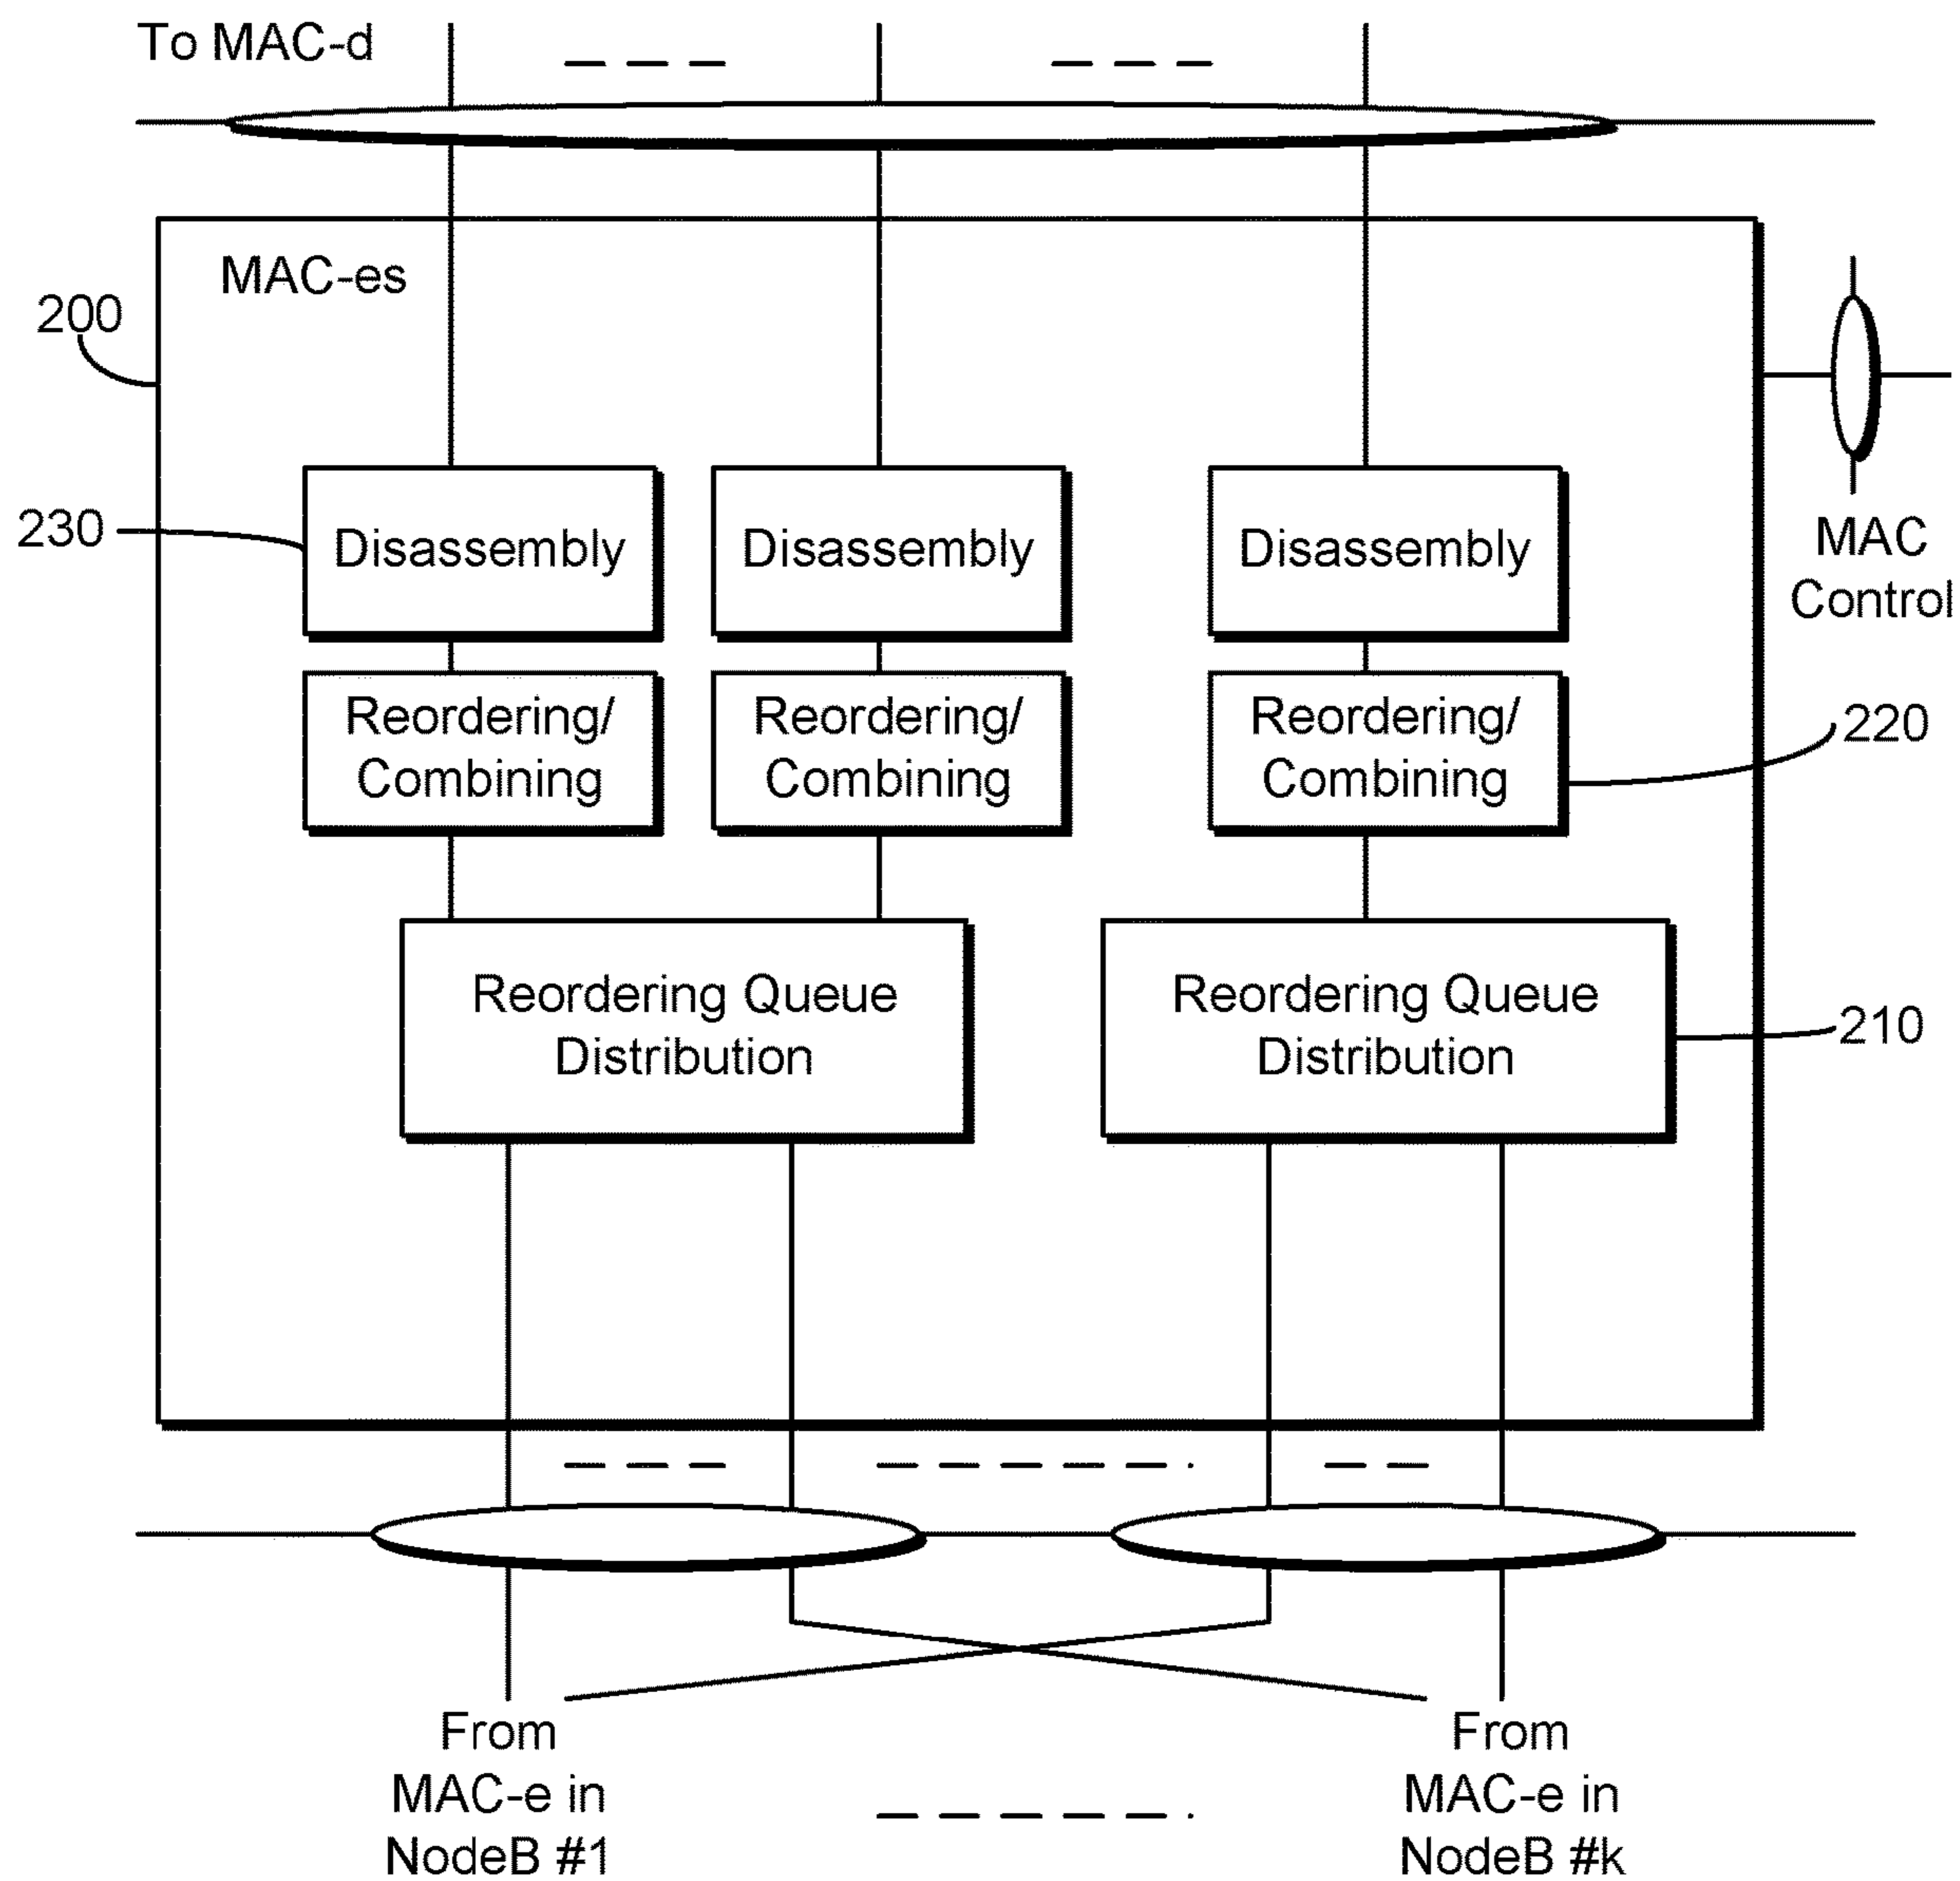 To MAC-d
MAC-es
200
MAC
Control
230
Disassembly
Disassembly
Disassembly
Reordering/
Combining
Reordering/
Combining
Reordering/
Combining
220
Reordering Queue
Distribution
Reordering Queue
Distribution
210
From
MAC-e in
NodeB #1
From
MAC-e in
NodeB #k